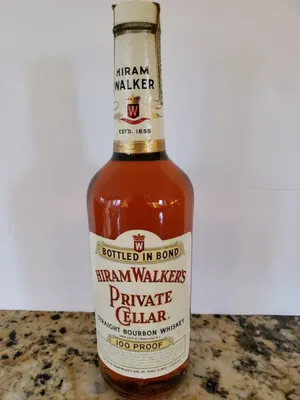 HIRAM
WALKER
W
ESTD. 1858
W
BOTTLED IN BOND
HIRAM WALKER'S
PRIVATE
CELLAR
STRAIGHT BOURBON WHISKEY
100 PROOF